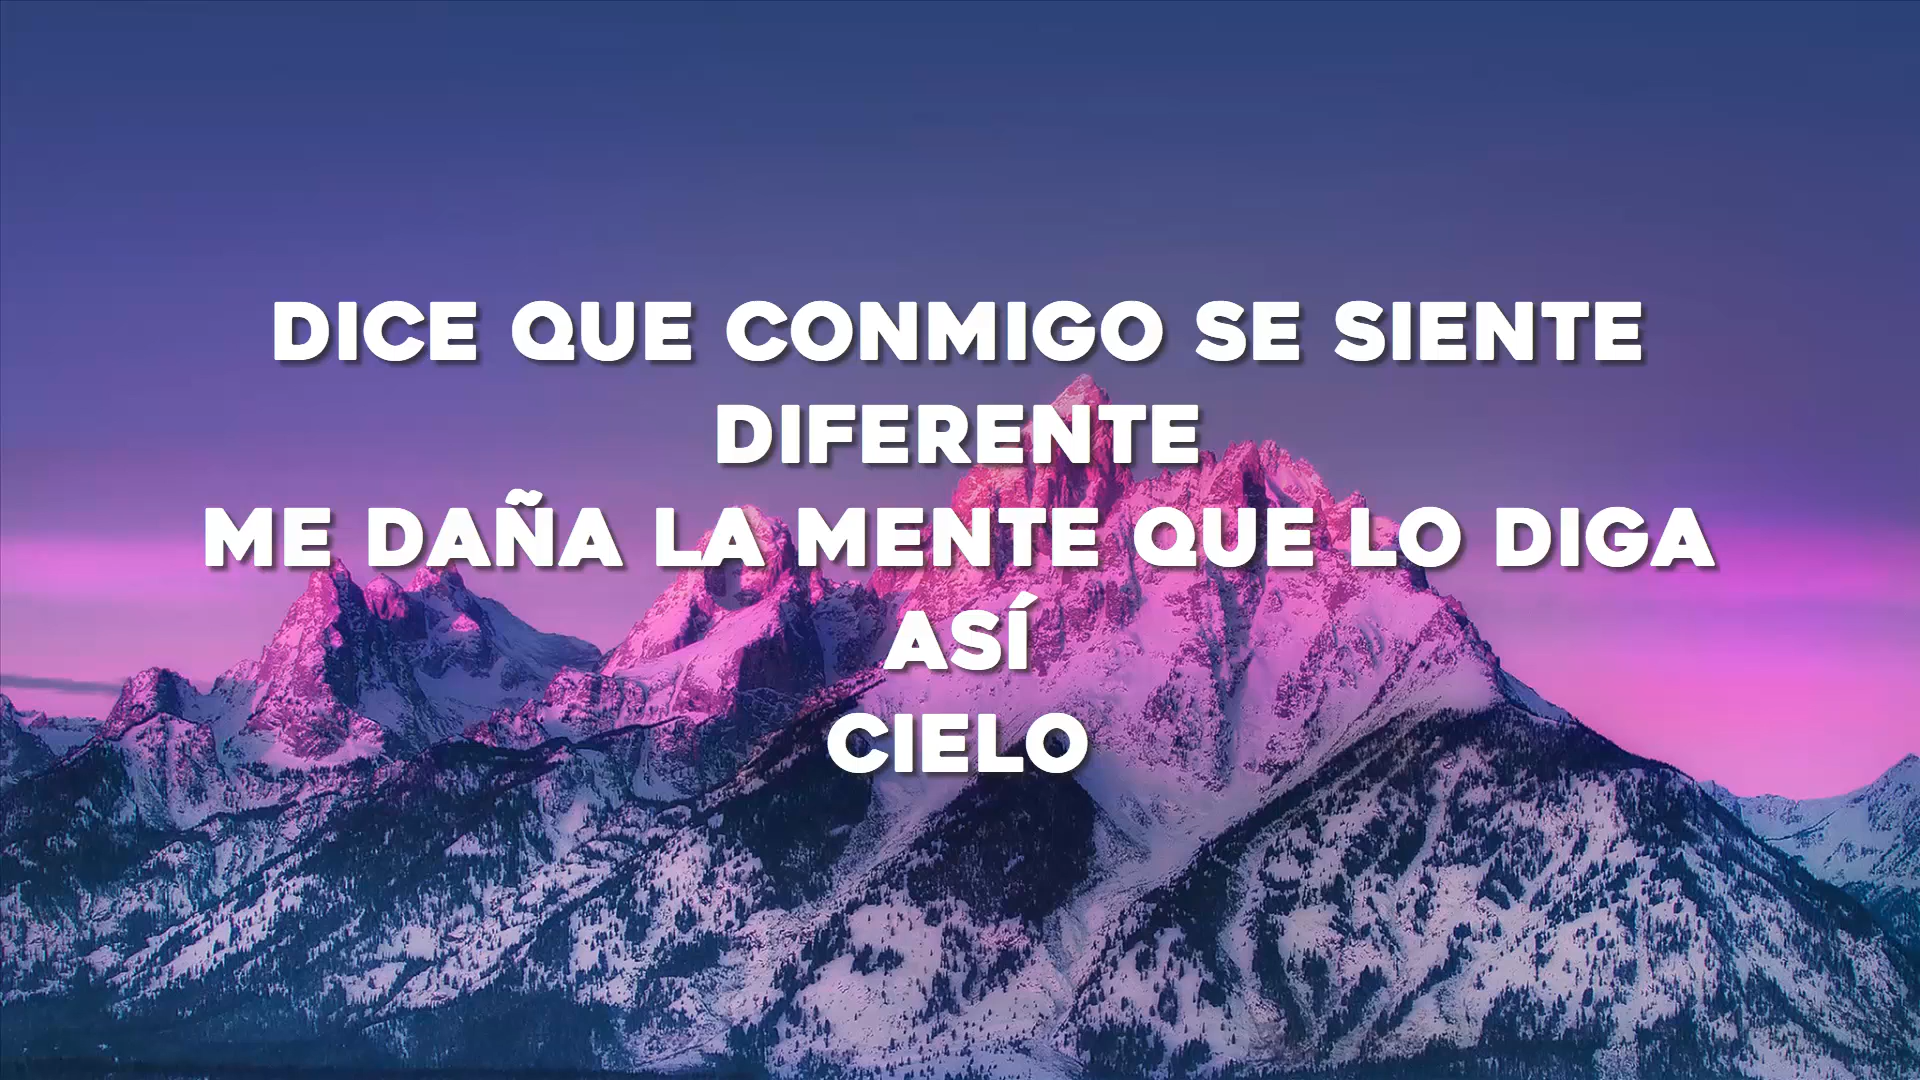 DICE QUE CONMIGO SE SIENTE
DIFERENTE
ME DAÑA LA MENTE QUE LO DIGA
ASÍ
CIELO